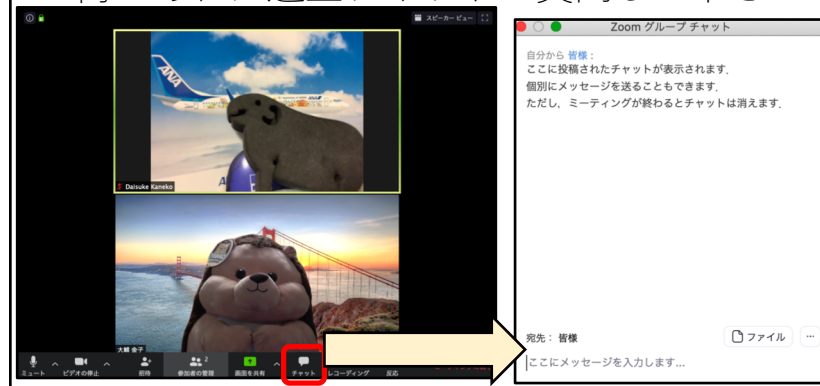 スピーカービュー
ANA
Daisuke Kaneko
大輔 金子
ミュート
ビデオの停止
招待
2
参加者の管理
画面を共有
チャット
レコーディング
反応
Zoom グループ チャット
自分から 皆様：
ここに投稿されたチャットが表示されます．
個別にメッセージを送ることもできます．
ただし，ミーティングが終わるとチャットは消えます．
宛先： 皆様
ファイル
ここにメッセージを入力します...